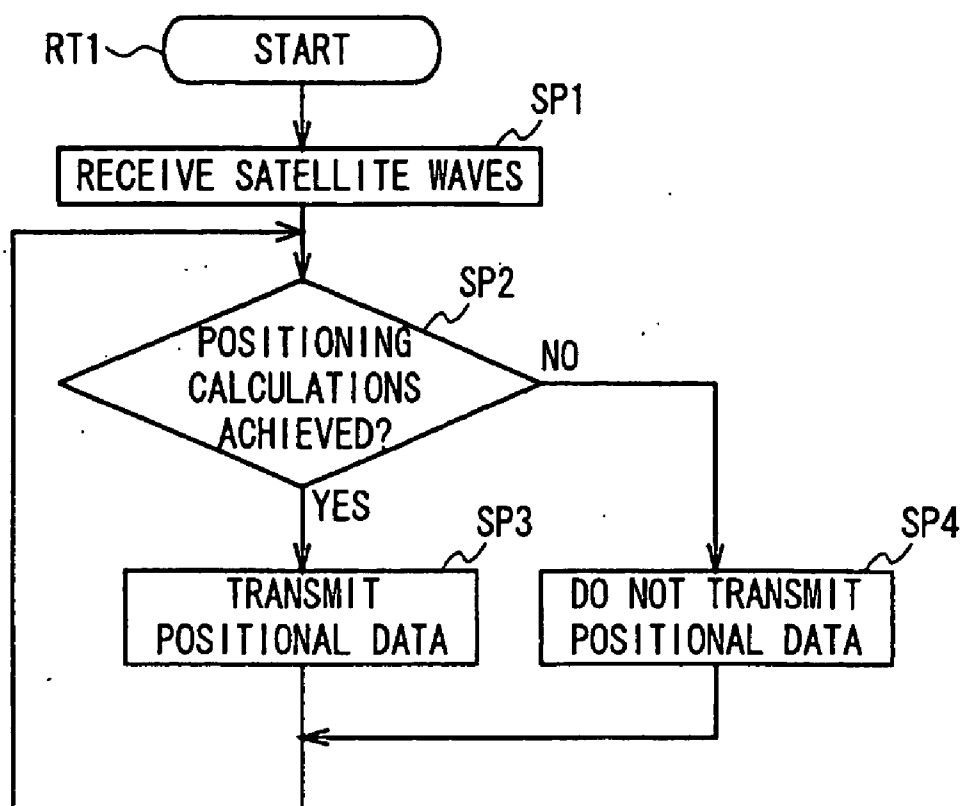 RT1
START
SP1
RECEIVE SATELLITE WAVES
SP2
POSITIONING
CALCULATIONS
ACHIEVED?
NO
YES
SP3
TRANSMIT
POSITIONAL DATA
SP4
DO NOT TRANSMIT
POSITIONAL DATA